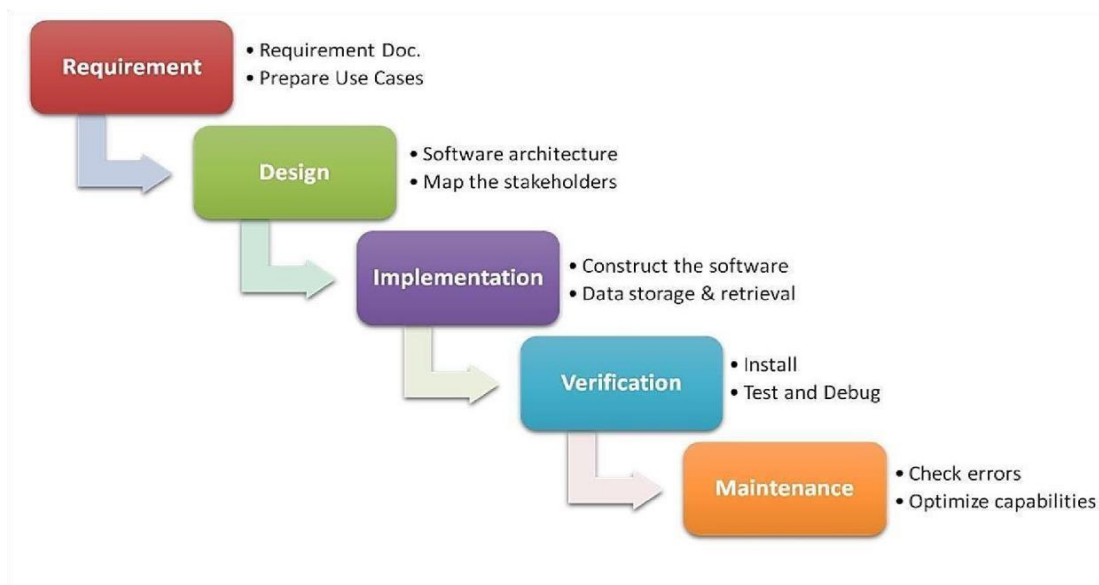 Requirement
• Requirement Doc.
• Prepare Use Cases
Design
• Software architecture
• Map the stakeholders
Implementation
• Construct the software
• Data storage & retrieval
Verification
• Install
• Test and Debug
Maintenance
• Check errors
• Optimize capabilities